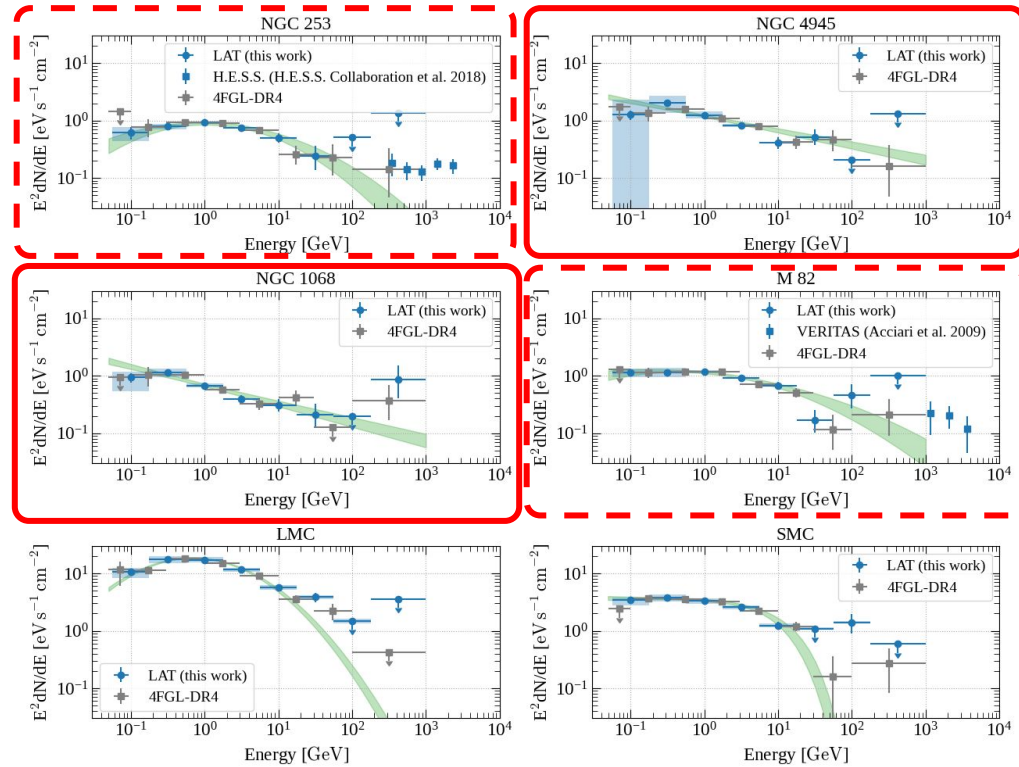 NGC 253
E²dN/dE [eV s⁻¹ cm⁻²]
10¹
10⁰
10⁻¹
LAT (this work)
H.E.S.S. (H.E.S.S. Collaboration et al. 2018)
4FGL-DR4
10⁻¹ 10⁰ 10¹ 10² 10³ 10⁴
Energy [GeV]
NGC 4945
E²dN/dE [eV s⁻¹ cm⁻²]
10¹
10⁰
10⁻¹
LAT (this work)
4FGL-DR4
10⁻¹ 10⁰ 10¹ 10² 10³ 10⁴
Energy [GeV]
NGC 1068
E²dN/dE [eV s⁻¹ cm⁻²]
10¹
10⁰
10⁻¹
LAT (this work)
4FGL-DR4
10⁻¹ 10⁰ 10¹ 10² 10³ 10⁴
Energy [GeV]
M 82
E²dN/dE [eV s⁻¹ cm⁻²]
10¹
10⁰
10⁻¹
LAT (this work)
VERITAS (Acciari et al. 2009)
4FGL-DR4
10⁻¹ 10⁰ 10¹ 10² 10³ 10⁴
Energy [GeV]
LMC
E²dN/dE [eV s⁻¹ cm⁻²]
10¹
10⁰
10⁻¹
LAT (this work)
4FGL-DR4
10⁻¹ 10⁰ 10¹ 10² 10³ 10⁴
Energy [GeV]
SMC
E²dN/dE [eV s⁻¹ cm⁻²]
10¹
10⁰
10⁻¹
LAT (this work)
4FGL-DR4
10⁻¹ 10⁰ 10¹ 10² 10³ 10⁴
Energy [GeV]